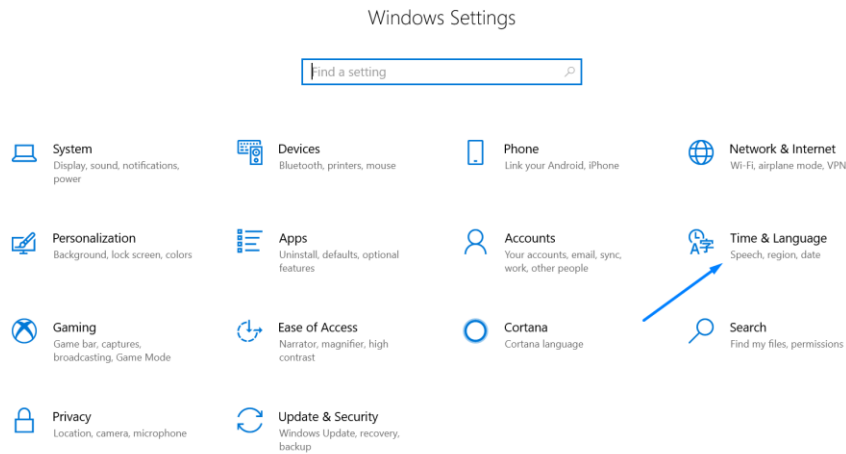 Windows Settings
Find a setting
System
Display, sound, notifications,
power
Devices
Bluetooth, printers, mouse
Phone
Link your Android, iPhone
Network & Internet
Wi-Fi, airplane mode, VPN
Personalization
Background, lock screen, colors
Apps
Uninstall, defaults, optional
features
Accounts
Your accounts, email, sync,
work, other people
A字
Time & Language
Speech, region, date
Gaming
Game bar, captures,
broadcasting, Game Mode
Ease of Access
Narrator, magnifier, high
contrast
Cortana
Cortana language
Search
Find my files, permissions
Privacy
Location, camera, microphone
Update & Security
Windows Update, recovery,
backup